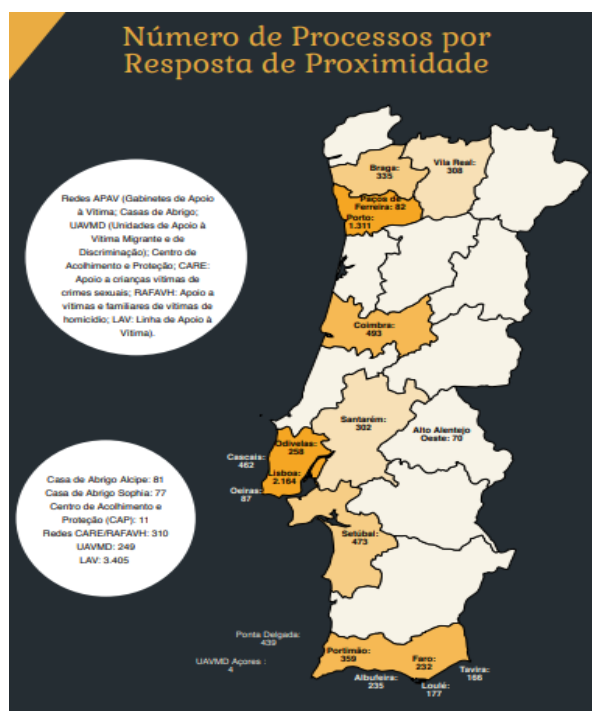 Número de Processos por
Resposta de Proximidade
Redes APAV (Gabinetes de Apoio
à Vítima; Casas de Abrigo;
UAVMD (Unidades de Apoio à
Vítima Migrante e de
Discriminação); Centro de
Acolhimento e Proteção; CARE:
Apoio a crianças vítimas de
crimes sexuais; RAFAVH: Apoio a
vítimas e familiares de vítimas de
homicídio; LAV: Linha de Apoio à
Vítima).
Braga:
335
Vila Real:
308
Paços de
Ferreira: 82
Porto:
1.311
Coimbra:
493
Santarém:
302
Alto Alentejo
Oeste: 70
Odivelas:
258
Cascais:
462
Lisboa:
2.164
Oeiras:
87
Casa de Abrigo Alcipe: 81
Casa de Abrigo Sophia: 77
Centro de Acolhimento e
Proteção (CAP): 11
Redes CARE/RAFAVH: 310
UAVMD: 249
LAV: 3.405
Setúbal:
473
Ponta Delgada:
439
UAVMD Açores :
4
Portimão:
359
Faro:
232
Tavira:
166
Albufeira:
235
Loulé:
177